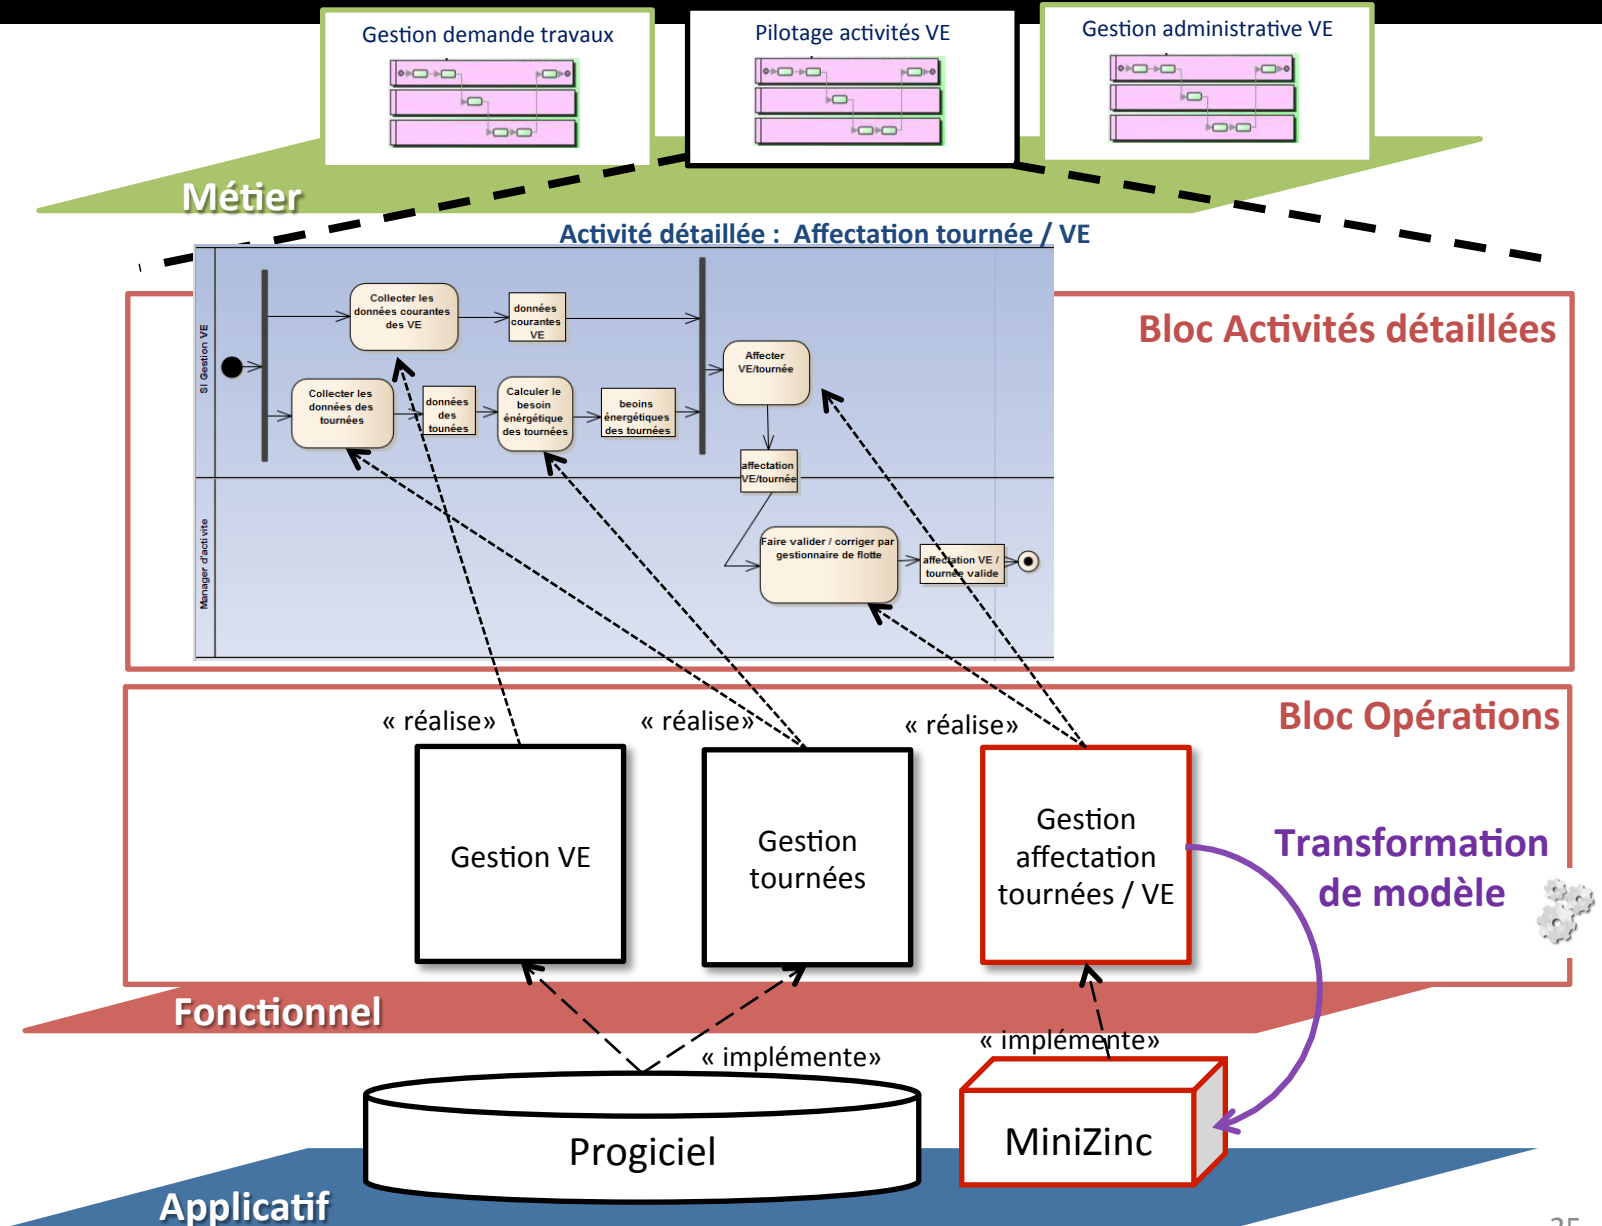 Gestion demande travaux
Pilotage activités VE
Gestion administrative VE
Métier
Activité détaillée :  Affectation tournée / VE
Bloc Activités détaillées
SI Gestion VE
Collecter les
données courantes
des VE
données
courantes
VE
Collecter les
données des
tournées
données
des
tounées
Calculer le
besoin
énérgétique
des tournées
beoins
énergétiques
des tournées
Affecter
VE/tournée
affectation
VE/tournée
Manager d'activite
Faire valider / corriger par
gestionnaire de flotte
affectation VE /
tournée valide
Bloc Opérations
« réalise»
« réalise»
« réalise»
Gestion VE
Gestion
tournées
Gestion
affectation
tournées / VE
Transformation
de modèle
Fonctionnel
« implémente»
« implémente»
Progiciel
MiniZinc
Applicatif